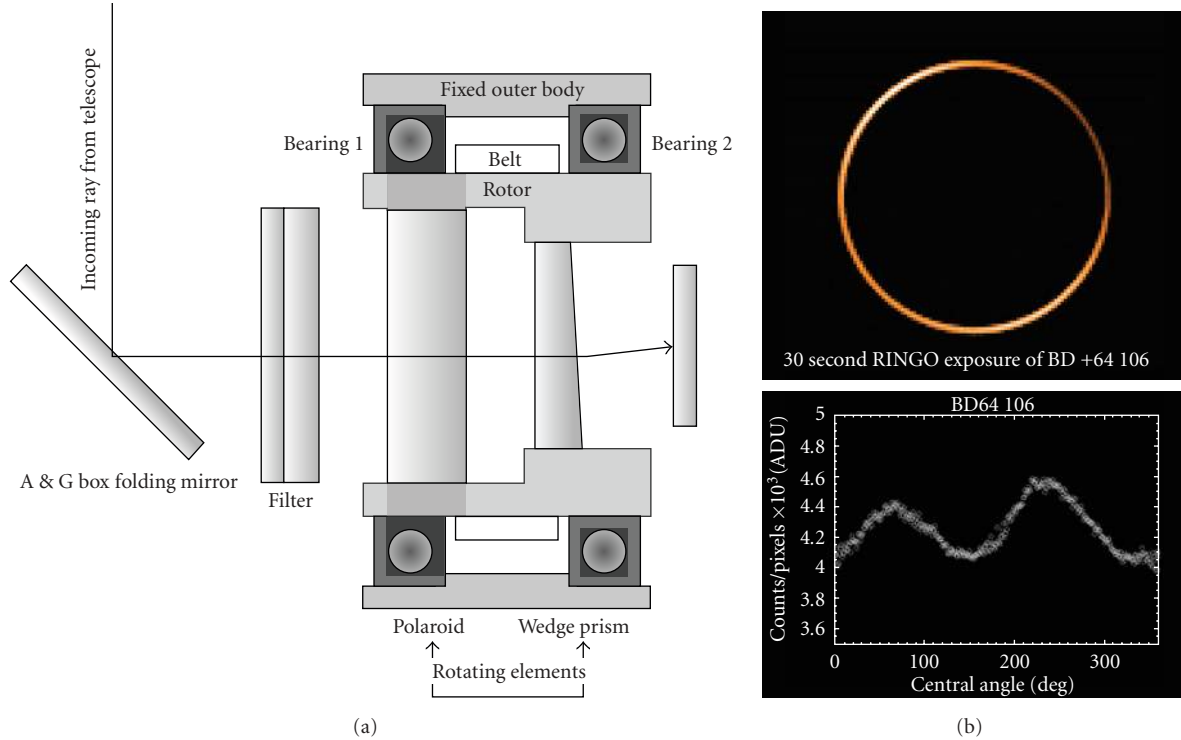 Incoming ray from telescope
Fixed outer body
Bearing 1
Bearing 2
Belt
Rotor
A & G box folding mirror
Filter
Polaroid
Wedge prism
Rotating elements
(a)
30 second RINGO exposure of BD +64 106
BD64 106
Counts/pixels ×10³(ADU)
5
4.8
4.6
4.4
4.2
4
3.8
3.6
0
100
200
300
Central angle (deg)
(b)